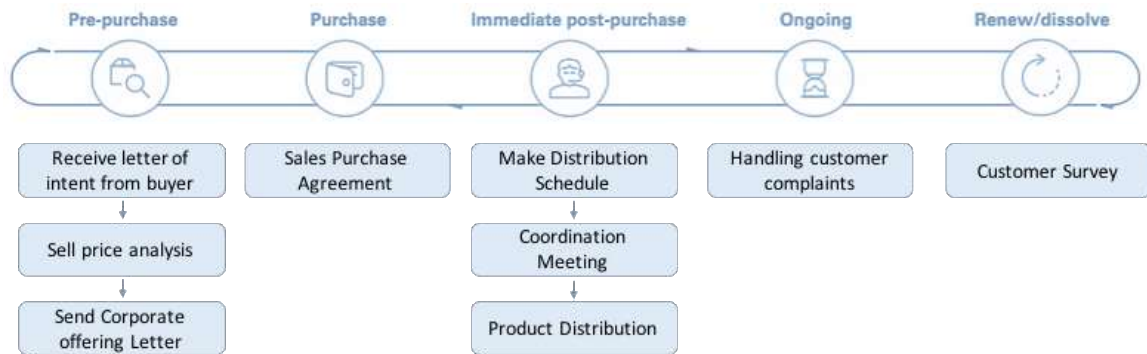 Pre-purchase
Purchase
Immediate post-purchase
Ongoing
Renew/dissolve
Receive letter of
intent from buyer
Sell price analysis
Send Corporate
offering Letter
Sales Purchase
Agreement
Make Distribution
Schedule
Coordination
Meeting
Product Distribution
Handling customer
complaints
Customer Survey